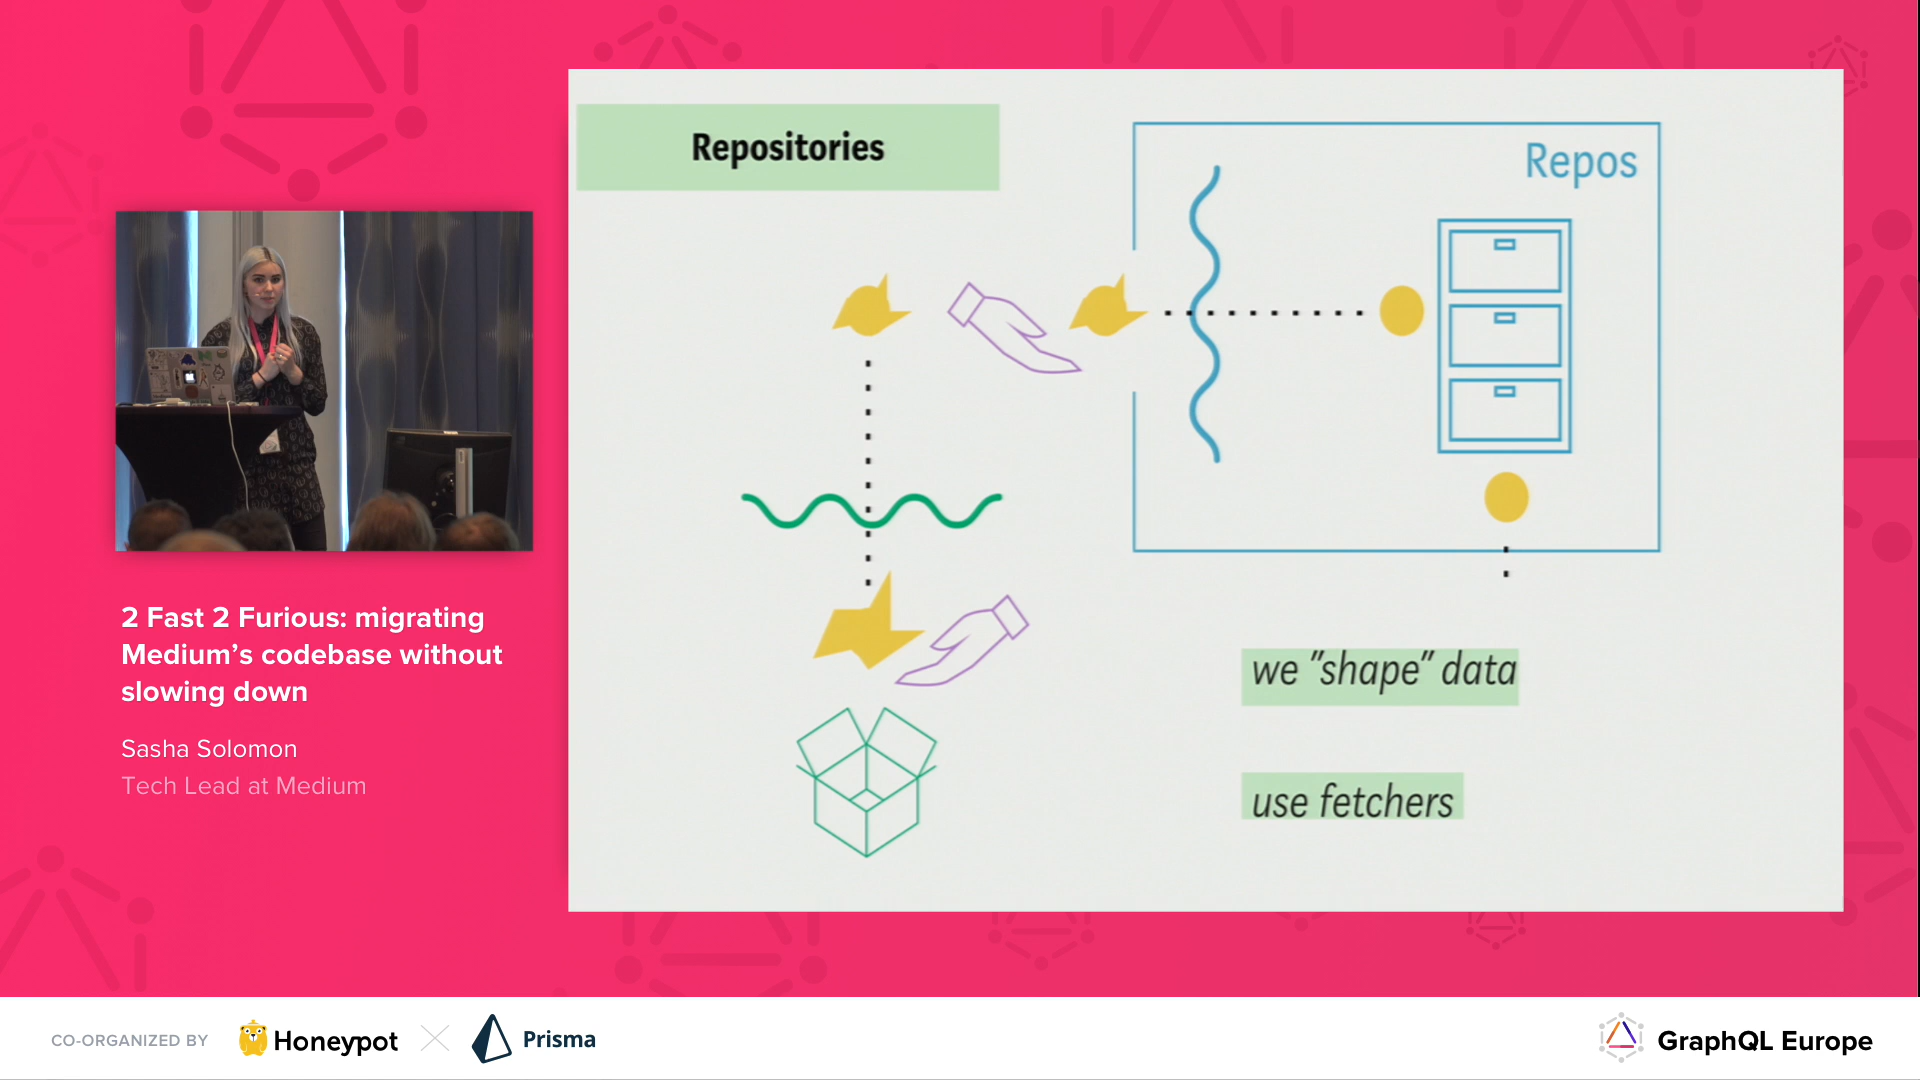 Repositories
Repos
we "shape" data
use fetchers
2 Fast 2 Furious: migrating
Medium’s codebase without
slowing down
Sasha Solomon
Tech Lead at Medium
CO-ORGANIZED BY
Honeypot
Prisma
GraphQL Europe